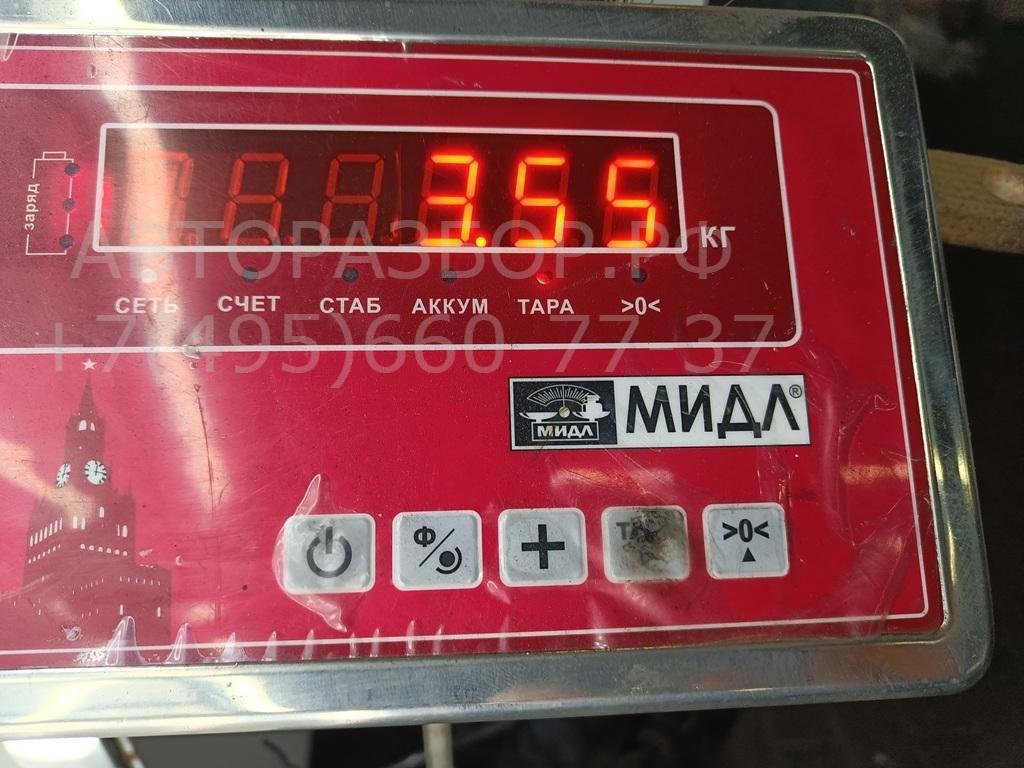 заряд
3.55
КГ
АВТОРАЗБОР.РФ
СЕТЬ СЧЕТ СТАБ АККУМ ТАРА >0<
+7(495)660-77-37
МИДЛ МИДЛ®
Ф + >0<